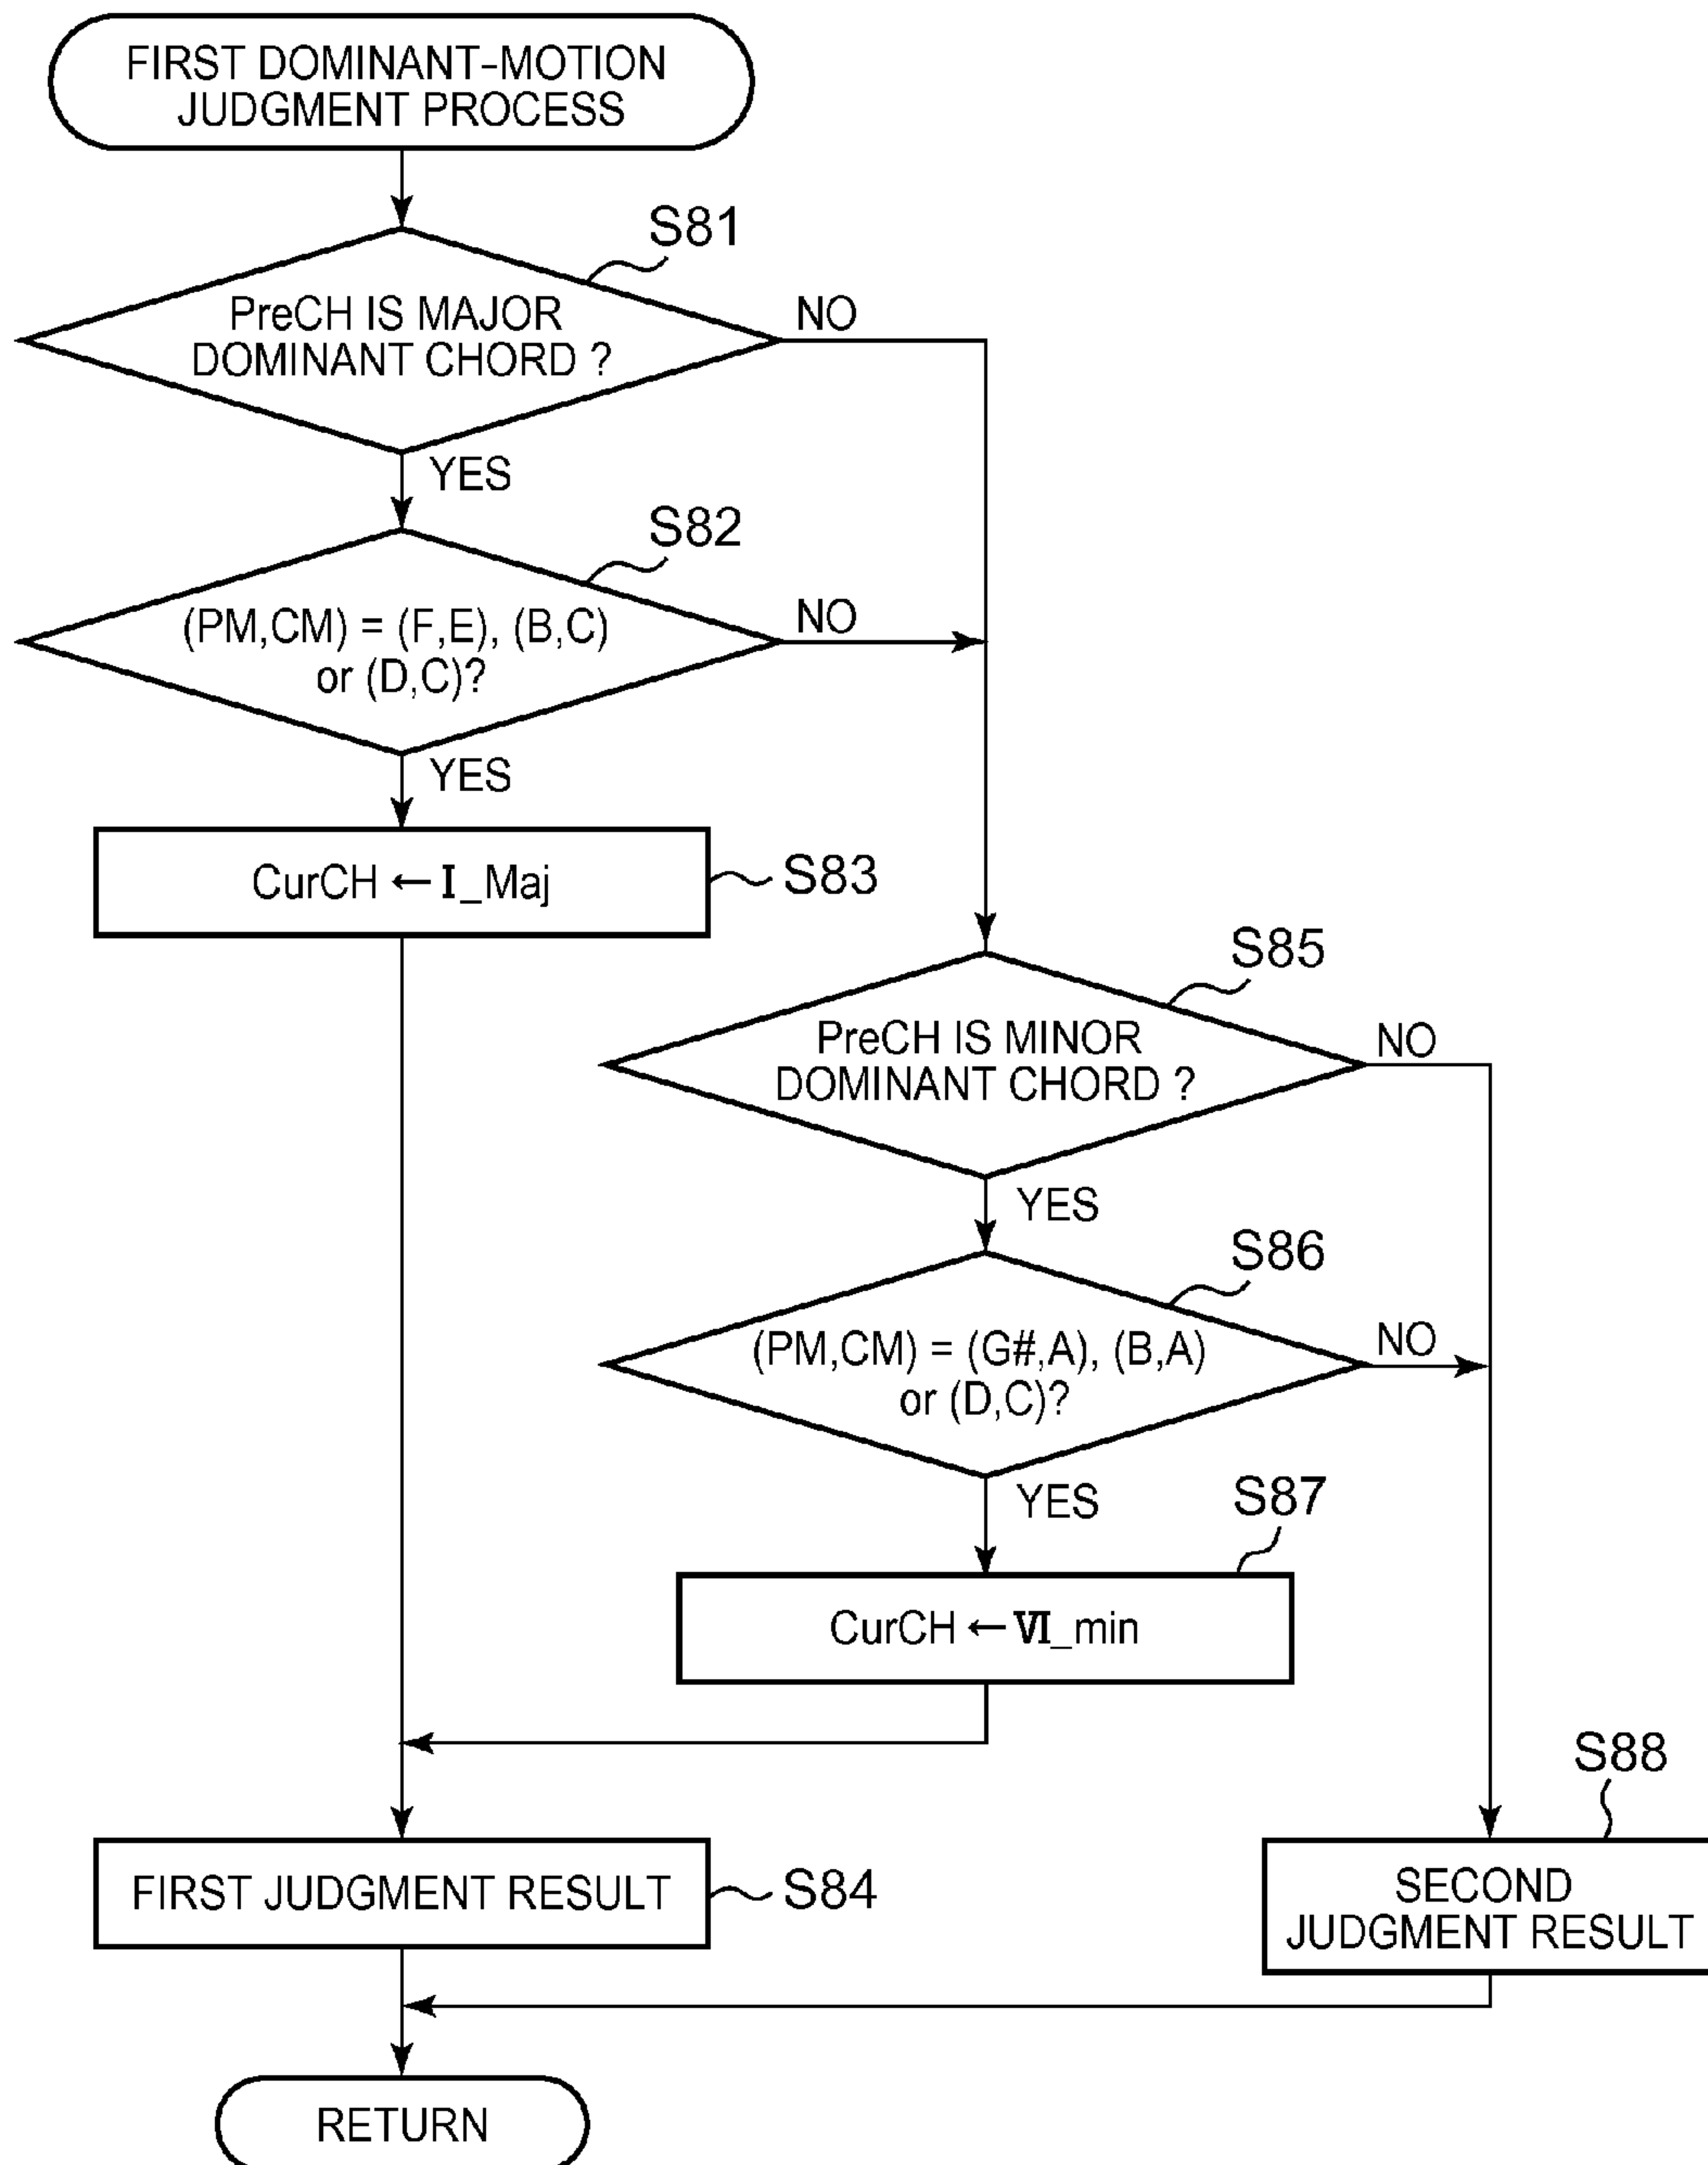 FIRST DOMINANT-MOTION
JUDGMENT PROCESS
S81
PreCH IS MAJOR
DOMINANT CHORD ?
NO
YES
S82
(PM,CM) = (F,E), (B,C)
or (D,C)?
NO
YES
CurCH ← I_Maj
S83
S85
PreCH IS MINOR
DOMINANT CHORD ?
NO
YES
S86
(PM,CM) = (G#,A), (B,A)
or (D,C)?
NO
YES
S87
CurCH ← VI_min
S88
FIRST JUDGMENT RESULT
S84
SECOND
JUDGMENT RESULT
RETURN